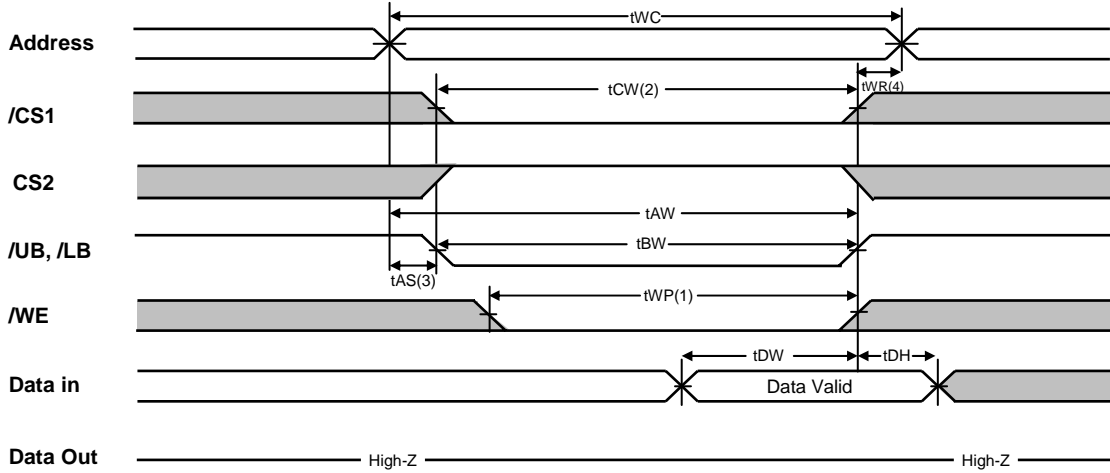 tWC
Address
tCW(2)
tWR(4)
/CS1
CS2
tAW
/UB, /LB
tBW
tAS(3)
/WE
tWP(1)
tDW
tDH
Data in
Data Valid
Data Out
High-Z
High-Z